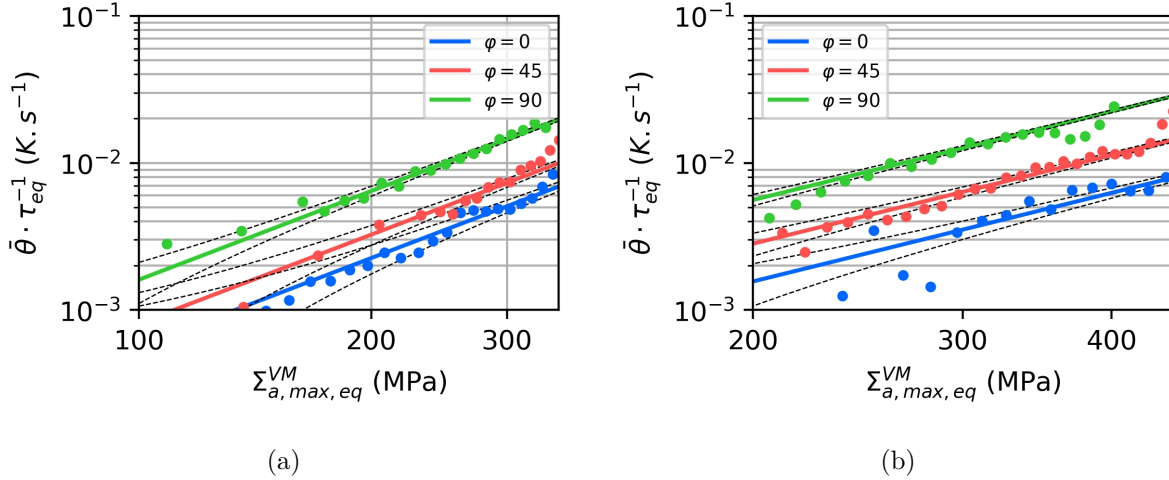 10⁻¹
10⁻²
10⁻³
θ̄ · τ_eq⁻¹ (K. s⁻¹)
φ = 0
φ = 45
φ = 90
100
200
300
Σ_{a, max, eq}^{VM} (MPa)
(a)
10⁻¹
10⁻²
10⁻³
θ̄ · τ_eq⁻¹ (K. s⁻¹)
φ = 0
φ = 45
φ = 90
200
300
400
Σ_{a, max, eq}^{VM} (MPa)
(b)